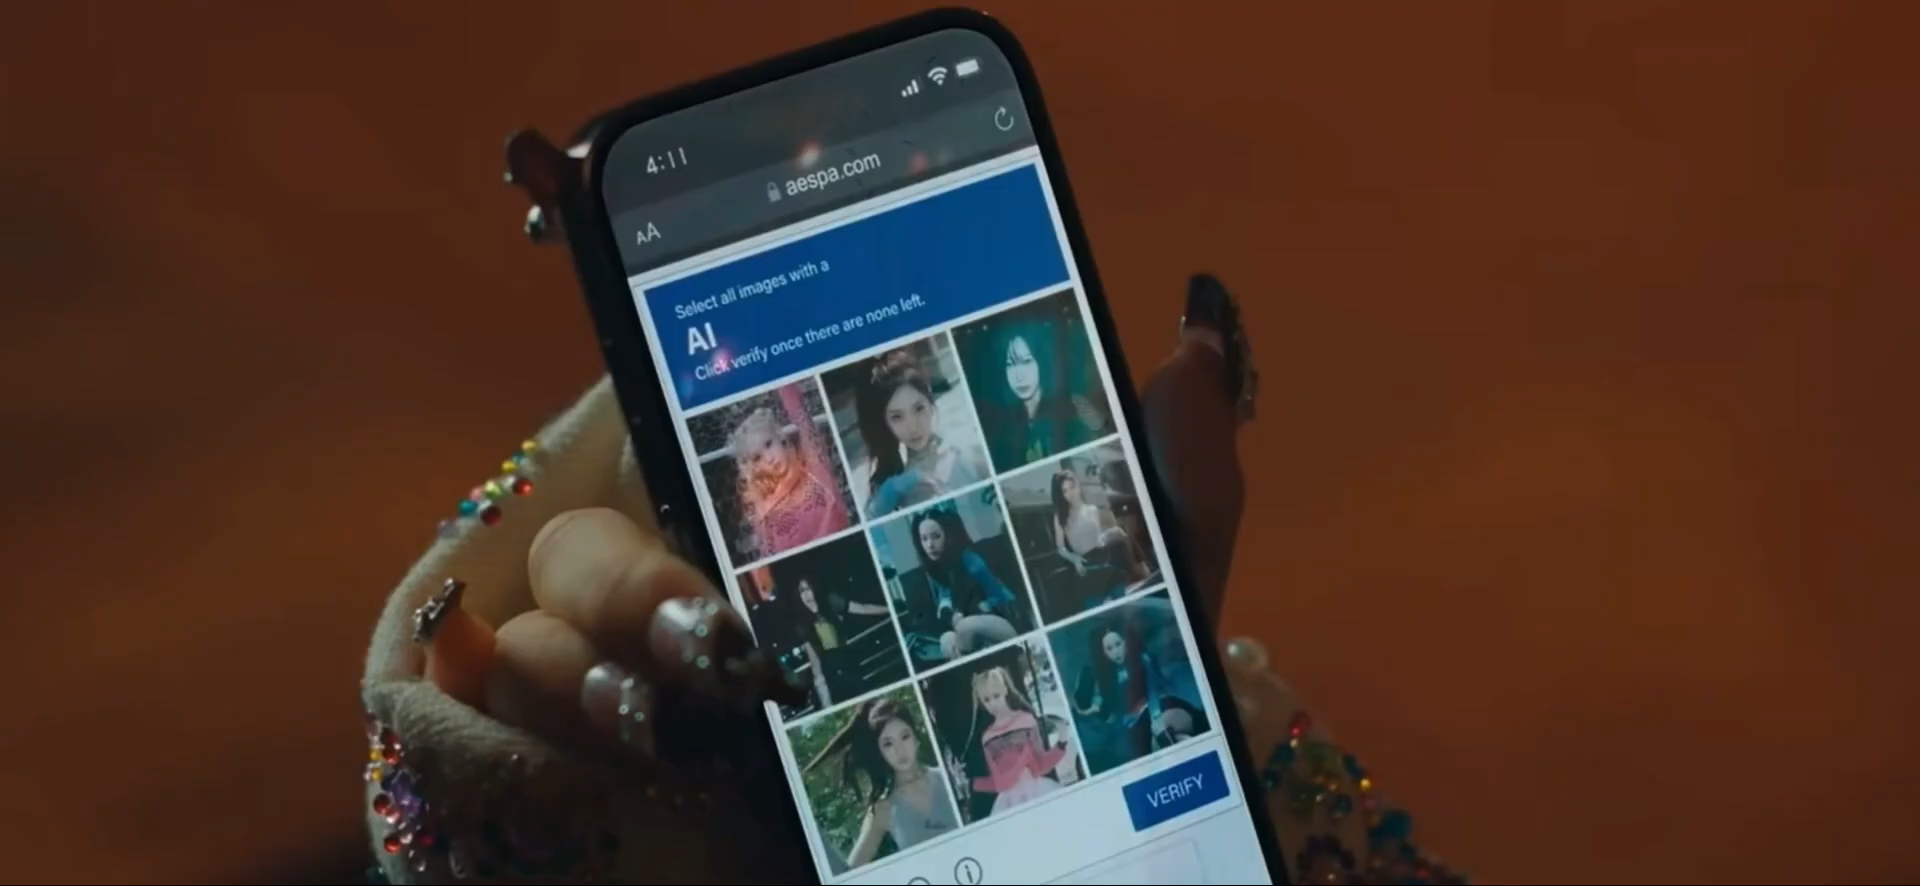 4:11
aespa.com
AA
Select all images with a
AI
Click verify once there are none left.
VERIFY